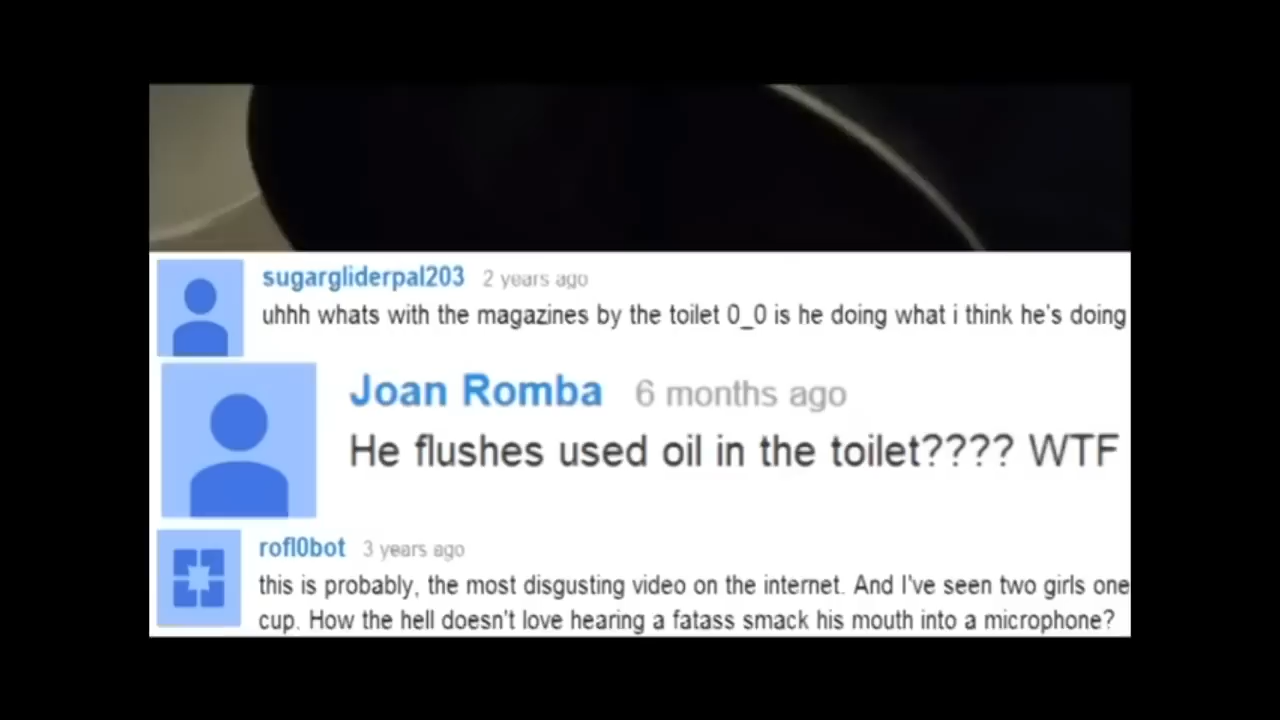 sugargliderpal203 2 years ago
uhhh whats with the magazines by the toilet 0_0 is he doing what i think he's doing
Joan Romba 6 months ago
He flushes used oil in the toilet???? WTF
rofl0bot 3 years ago
this is probably, the most disgusting video on the internet. And I've seen two girls one
cup. How the hell doesn't love hearing a fatass smack his mouth into a microphone?